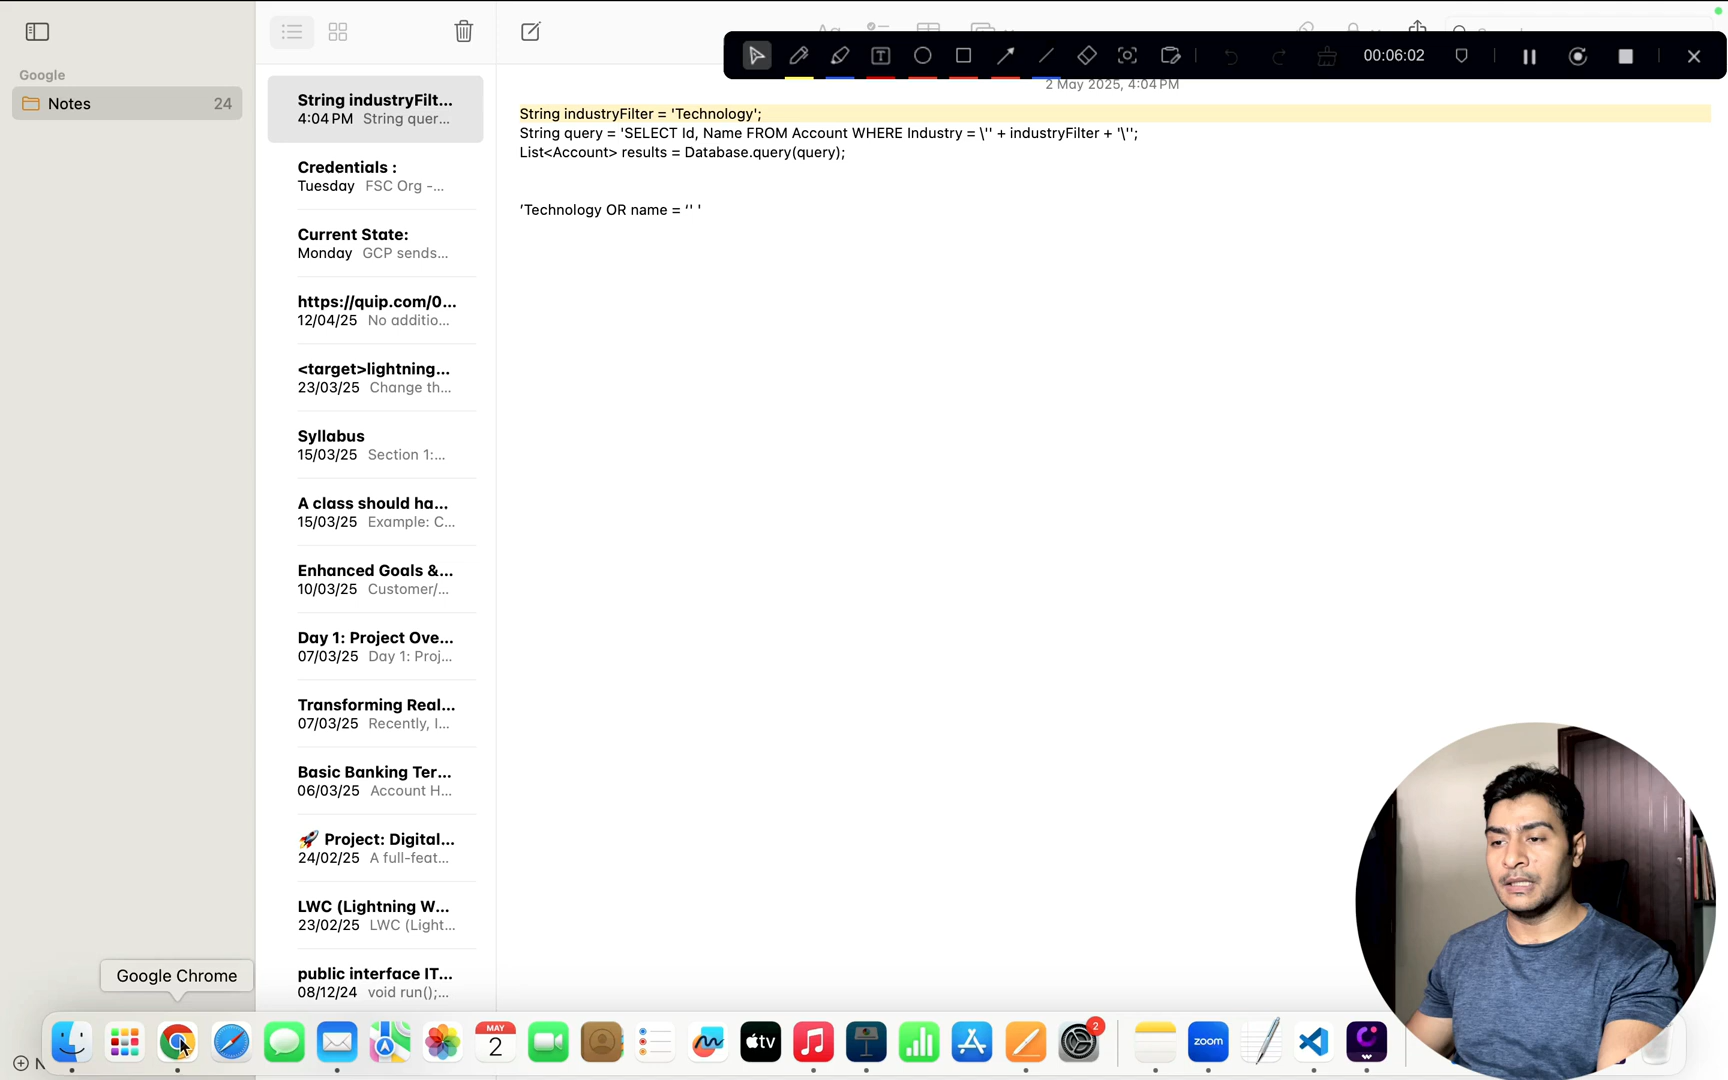 00:06:02
Google
Notes 24
String industryFilt...
4:04 PM String quer...
Credentials :
Tuesday FSC Org -...
Current State:
Monday GCP sends...
https://quip.com/0...
12/04/25 No additio...
<target>lightning...
23/03/25 Change th...
Syllabus
15/03/25 Section 1:...
A class should ha...
15/03/25 Example: C...
Enhanced Goals &...
10/03/25 Customer/...
Day 1: Project Ove...
07/03/25 Day 1: Proj...
Transforming Real...
07/03/25 Recently, I...
Basic Banking Ter...
06/03/25 Account H...
🚀 Project: Digital...
24/02/25 A full-feat...
LWC (Lightning W...
23/02/25 LWC (Light...
public interface IT...
08/12/24 void run();...
2 May 2025, 4:04 PM
String industryFilter = 'Technology';
String query = 'SELECT Id, Name FROM Account WHERE Industry = \'' + industryFilter + '\'';
List<Account> results = Database.query(query);
'Technology OR name = '' '
Google Chrome
MAY
2
tv
2
zoom